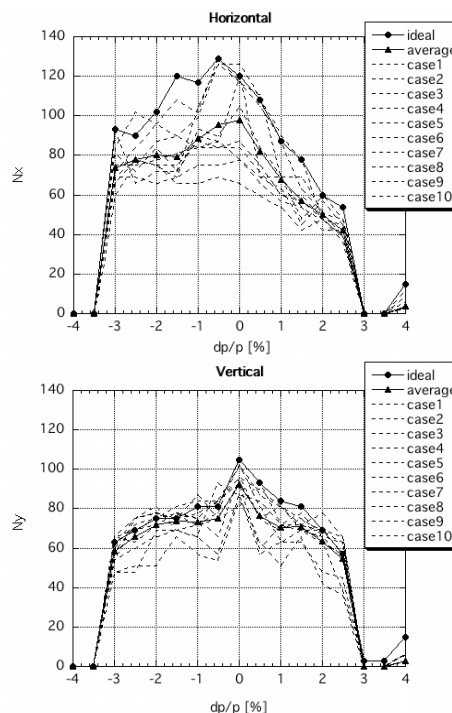 Horizontal
140
120
100
80
60
40
20
0
Nx
-4
-3
-2
-1
0
1
2
3
4
dp/p [%]
ideal
average
case1
case2
case3
case4
case5
case6
case7
case8
case9
case10
Vertical
140
120
100
80
60
40
20
0
Ny
-4
-3
-2
-1
0
1
2
3
4
dp/p [%]
ideal
average
case1
case2
case3
case4
case5
case6
case7
case8
case9
case10